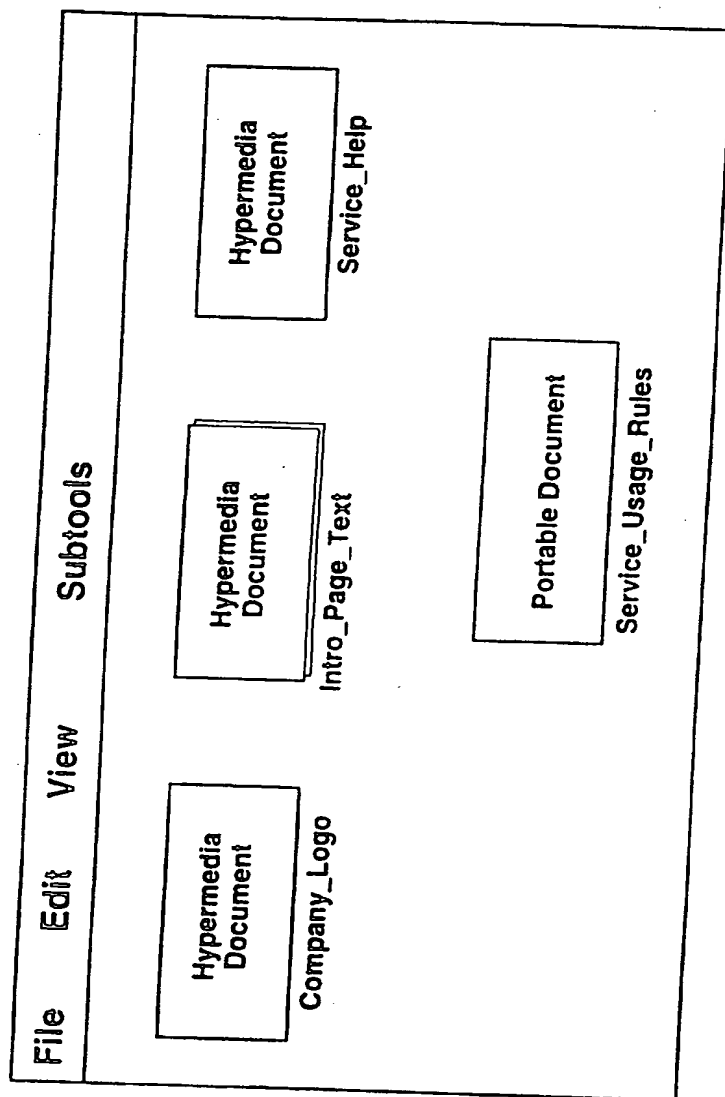 File Edit View Subtools
Hypermedia
Document
Company_Logo
Hypermedia
Document
Intro_Page_Text
Hypermedia
Document
Service_Help
Portable Document
Service_Usage_Rules